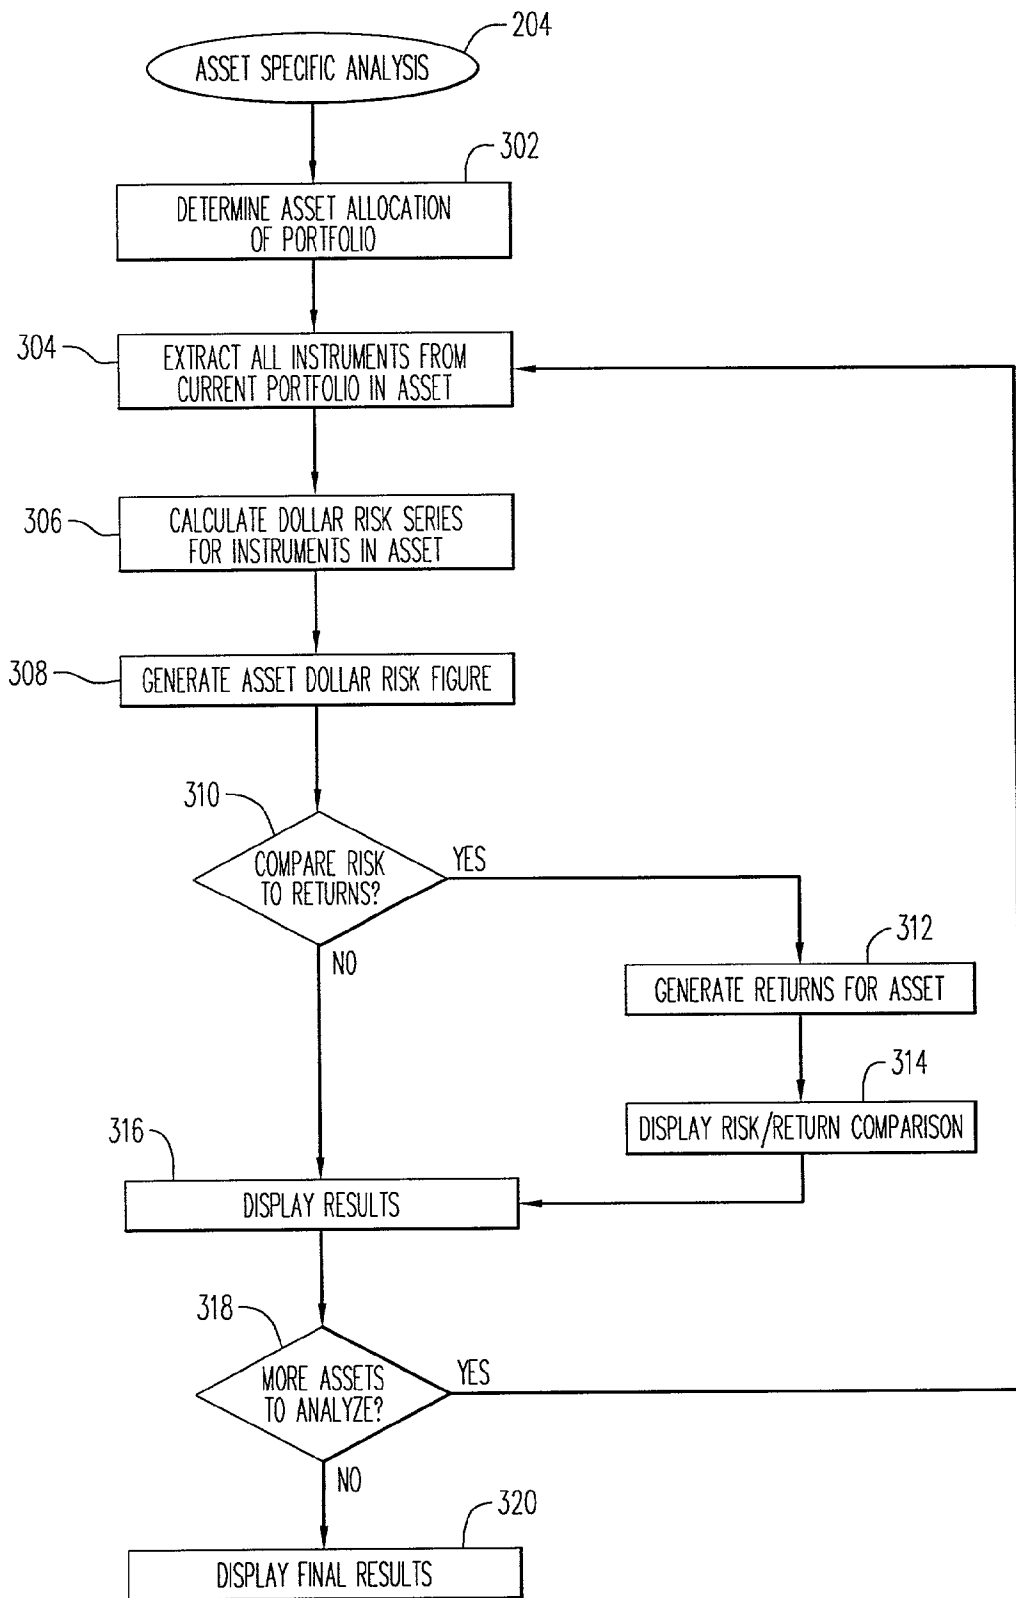 204
ASSET SPECIFIC ANALYSIS
302
DETERMINE ASSET ALLOCATION
OF PORTFOLIO
304
EXTRACT ALL INSTRUMENTS FROM
CURRENT PORTFOLIO IN ASSET
306
CALCULATE DOLLAR RISK SERIES
FOR INSTRUMENTS IN ASSET
308
GENERATE ASSET DOLLAR RISK FIGURE
310
COMPARE RISK
TO RETURNS?
YES
NO
312
GENERATE RETURNS FOR ASSET
314
DISPLAY RISK/RETURN COMPARISON
316
DISPLAY RESULTS
318
MORE ASSETS
TO ANALYZE?
YES
NO
320
DISPLAY FINAL RESULTS